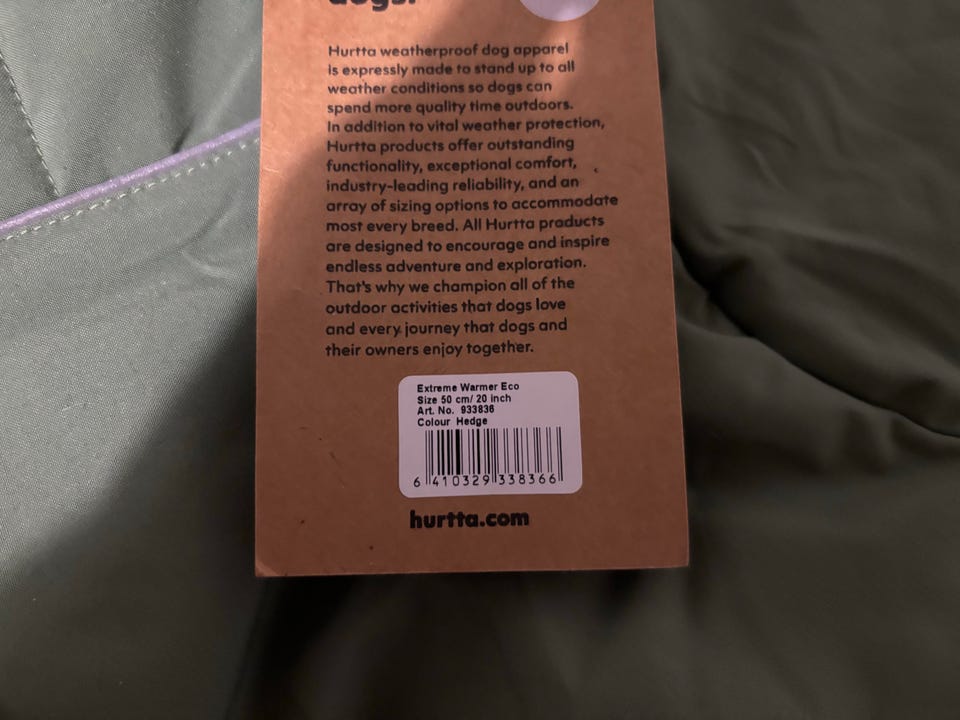 dogs.
Hurtta weatherproof dog apparel
is expressly made to stand up to all
weather conditions so dogs can
spend more quality time outdoors.
In addition to vital weather protection,
Hurtta products offer outstanding
functionality, exceptional comfort,
industry-leading reliability, and an
array of sizing options to accommodate
most every breed. All Hurtta products
are designed to encourage and inspire
endless adventure and exploration.
That's why we champion all of the
outdoor activities that dogs love
and every journey that dogs and
their owners enjoy together.
Extreme Warmer Eco
Size 50 cm/ 20 inch
Art. No. 933836
Colour Hedge
6 410329 338366
hurtta.com